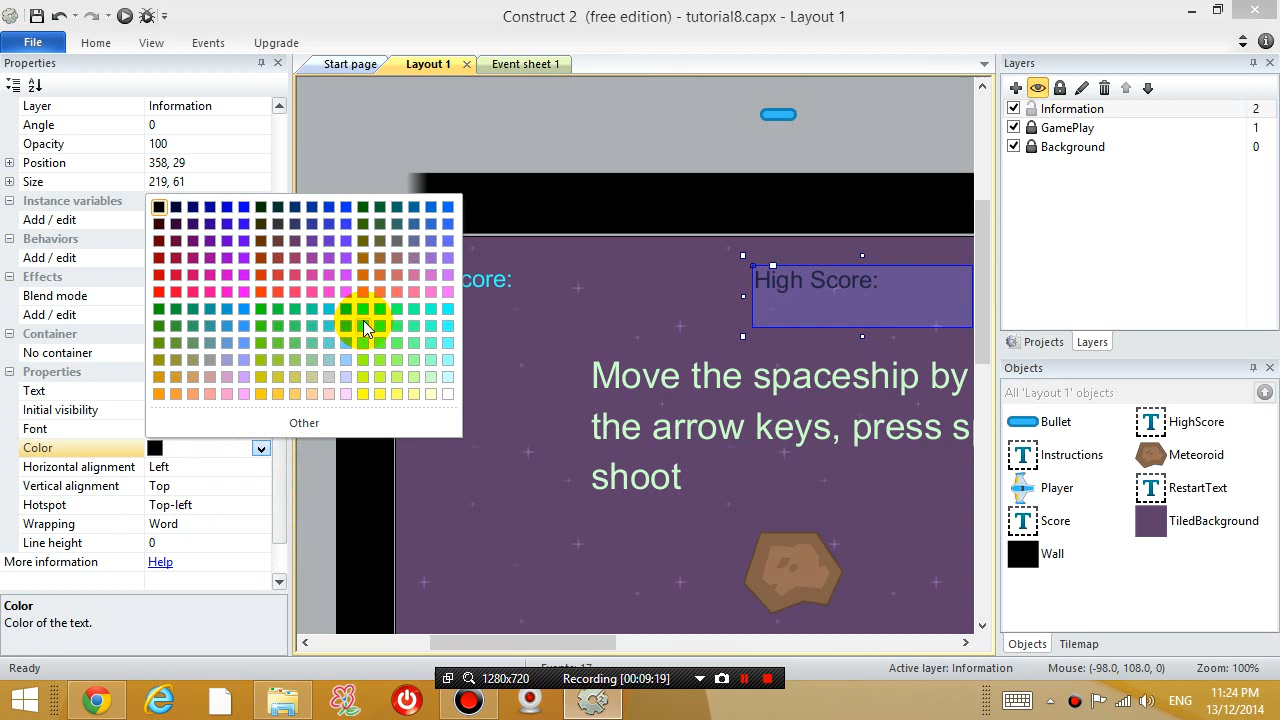 Construct 2 (free edition) - tutorial8.capx - Layout 1
File
Home
View
Events
Upgrade
Properties
Layer Information
Angle 0
Opacity 100
Position 358, 29
Size 219, 61
Instance variables
Add / edit
Behaviors
Add / edit
Effects
Blend mode
Add / edit
Container
No container
Properties
Text
Initial visibility
Font
Color
Horizontal alignment Left
Vertical alignment Top
Hotspot Top-left
Wrapping Word
Line height 0
More information Help
Color
Color of the text.
Other
Start page
Layout 1
Event sheet 1
core:
High Score:
Move the spaceship by
the arrow keys, press sp
shoot
Layers
Information 2
GamePlay 1
Background 0
Projects
Layers
Objects
All 'Layout 1' objects
Bullet
HighScore
Instructions
Meteoroid
Player
RestartText
Score
TiledBackground
Wall
Objects
Tilemap
Ready
Active layer: Information
Mouse: (-98.0, 108.0, 0)
Zoom: 100%
1280x720
Recording [00:09:19]
ENG
11:24 PM
13/12/2014